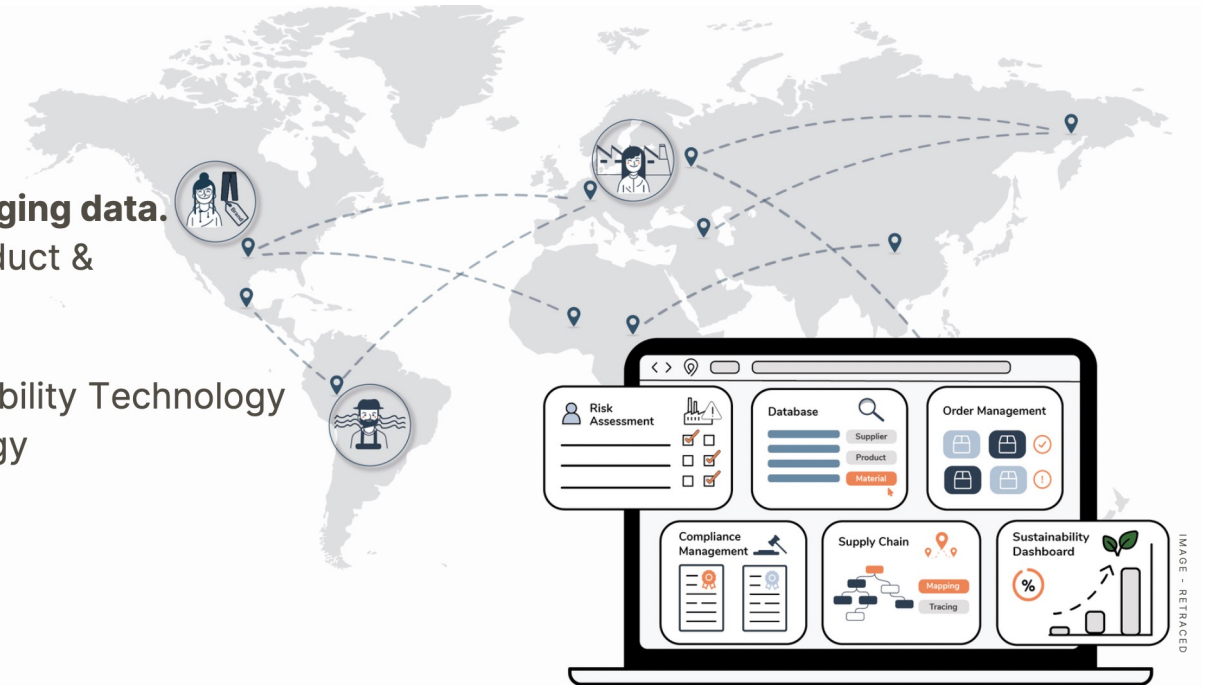 ging data.
duct &
bility Technology
gy
Brand
Risk
Assessment
Database
Supplier
Product
Material
Order Management
Compliance
Management
Supply Chain
Mapping
Tracing
Sustainability
Dashboard
%
IMAGE - RETRACED